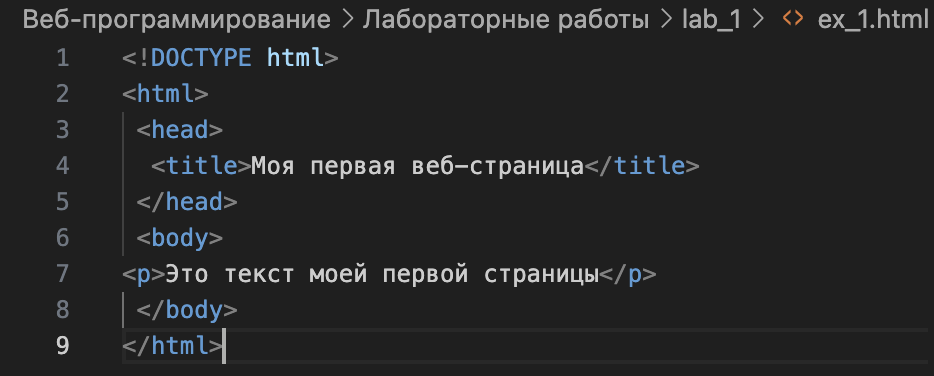 Веб-программирование > Лабораторные работы > lab_1 > <> ex_1.html
1 <!DOCTYPE html>
2 <html>
3 <head>
4 <title>Моя первая веб-страница</title>
5 </head>
6 <body>
7 <p>Это текст моей первой страницы</p>
8 </body>
9 </html>